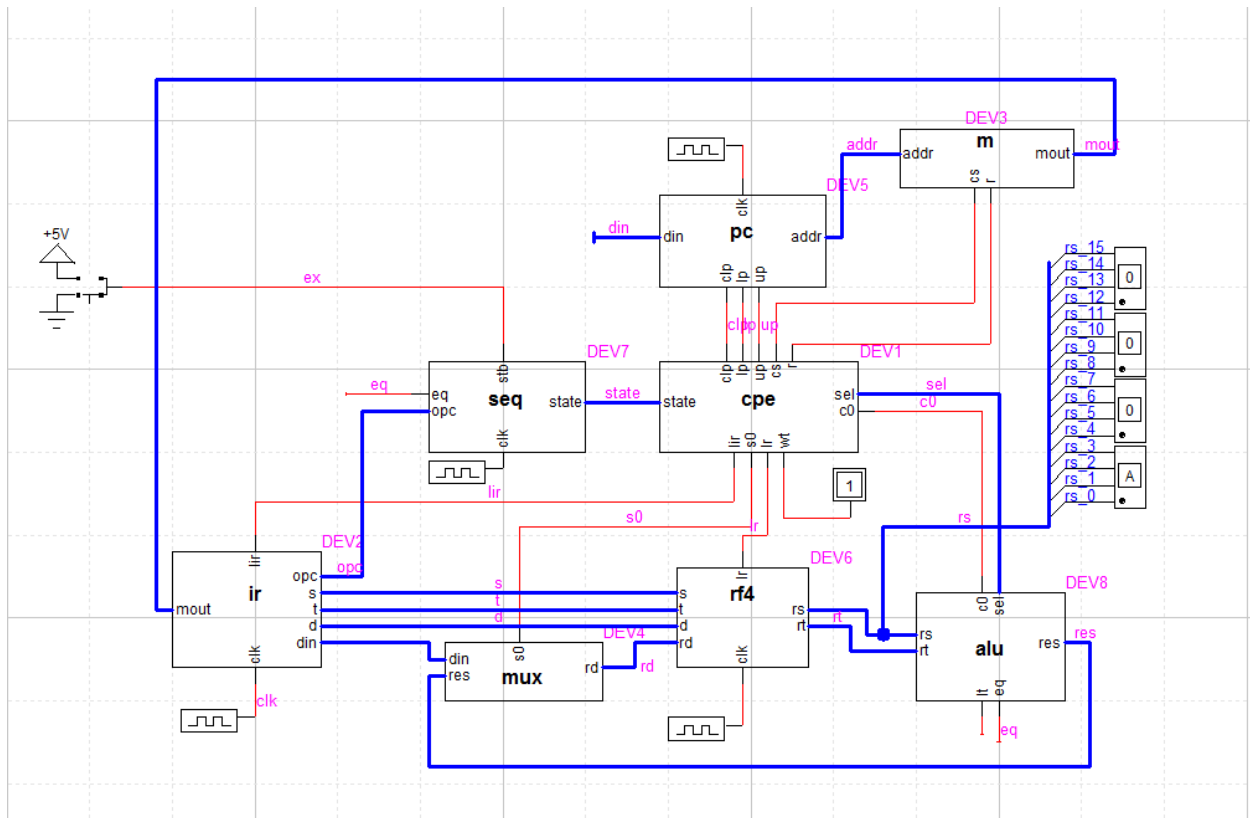 DEV3
m
addr
addr
mout
mout
cs
r
clk
DEV5
din
din
pc
addr
clp
lp
up
+5V
ex
rs_15
rs_14
rs_13
rs_12
rs_11
rs_10
rs_9
rs_8
rs_7
rs_6
rs_5
rs_4
rs_3
rs_2
rs_1
rs_0
0
0
0
A
clp
lp
up
DEV7
stb
eq
eq
opc
seq
state
clk
state
DEV1
clp
lp
up
cs
r
state
cpe
sel
c0
lir
s0
lr
wt
sel
c0
1
lir
s0
lr
rs
DEV2
lir
opc
opc
s
t
d
din
mout
ir
clk
clk
s
t
d
DEV4
s0
din
res
mux
rd
rd
DEV6
lr
s
t
d
rd
rf4
rs
rt
clk
rt
DEV8
c0
sel
rs
rt
alu
res
lt
eq
res
eq